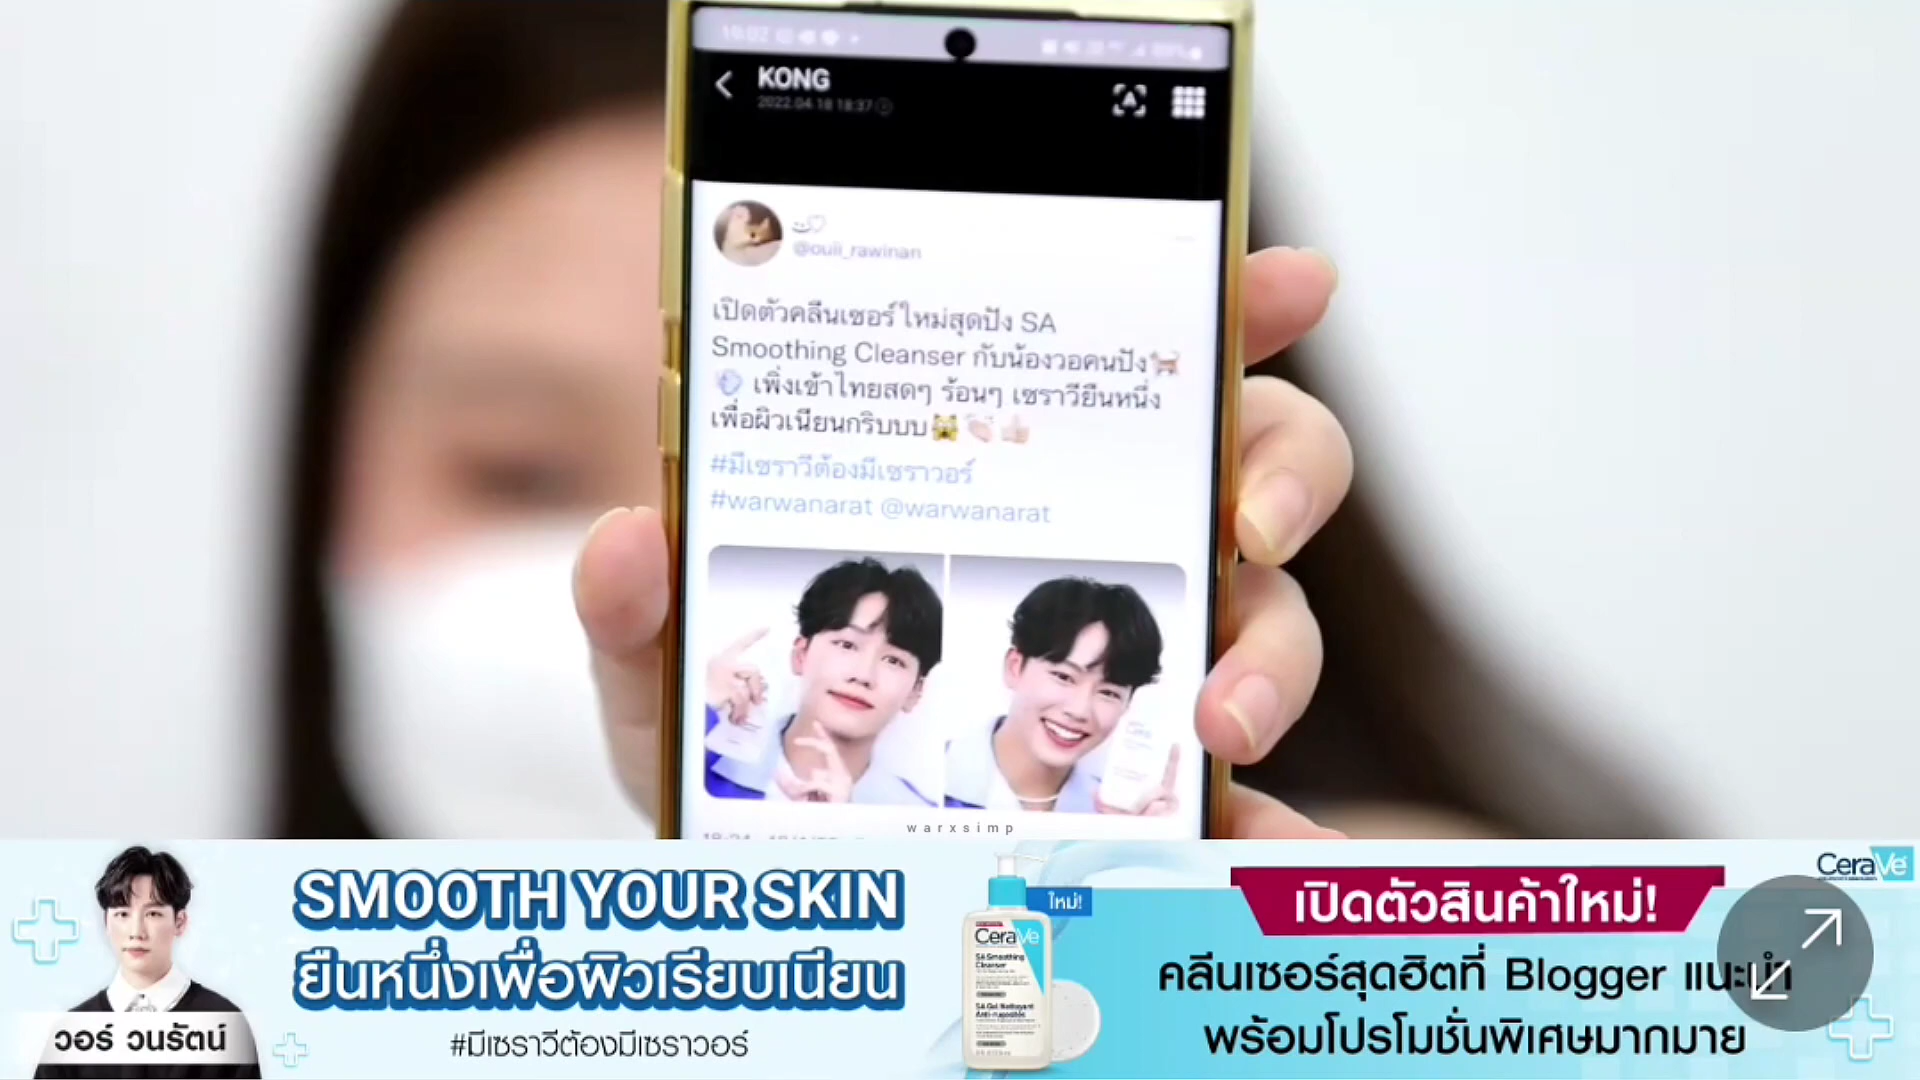 KONG
2022.04.18 18:37
@ouii_rawinan
เปิดตัวคลีนเซอร์ใหม่สุดปัง SA
Smoothing Cleanser กับน้องวอคนปัง
เพิ่งเข้าไทยสดๆ ร้อนๆ เซราวียืนหนึ่ง
เพื่อผิวเนียนกริบบบ
#มีเซราวีต้องมีเซราวอร์
#warwanarat @warwanarat
warxsimp
วอร์ วนรัตน์
SMOOTH YOUR SKIN
ยืนหนึ่งเพื่อผิวเรียบเนียน
#มีเซราวีต้องมีเซราวอร์
ใหม่!
CeraVe
SA Smoothing
Cleanser
SA Gel Nettoyant
Anti-rugosités
CeraVe
เปิดตัวสินค้าใหม่!
คลีนเซอร์สุดฮิตที่ Blogger แนะนำ
พร้อมโปรโมชั่นพิเศษมากมาย